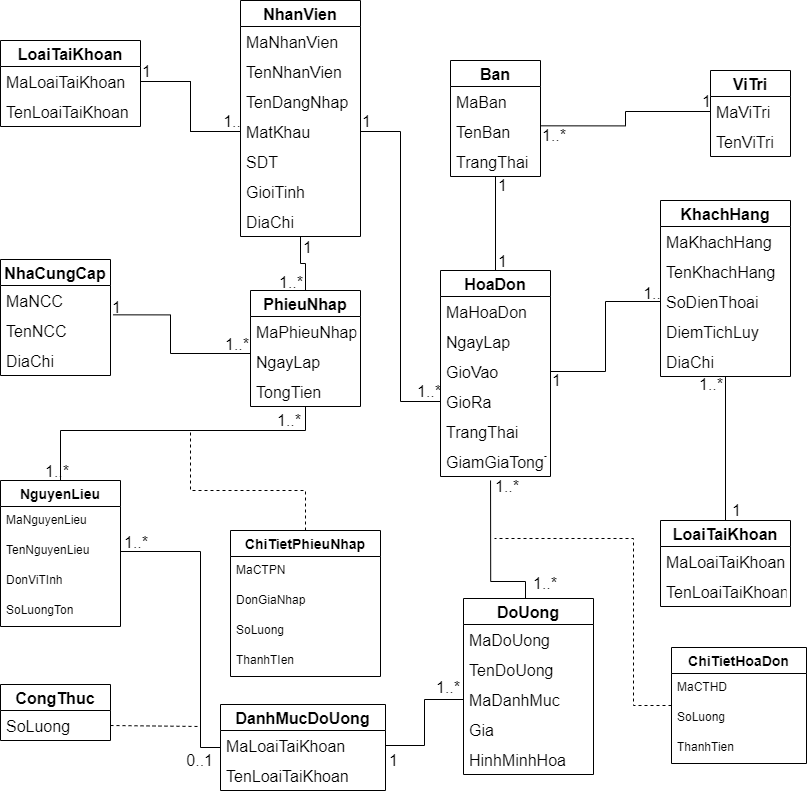 NhanVien
MaNhanVien
TenNhanVien
TenDangNhap
MatKhau
SDT
GioiTinh
DiaChi
LoaiTaiKhoan
MaLoaiTaiKhoan
TenLoaiTaiKhoan
1
1..
1
1
1..*
1..*
Ban
MaBan
TenBan
TrangThai
1..*
1
1
1
ViTri
MaViTri
TenViTri
KhachHang
MaKhachHang
TenKhachHang
SoDienThoai
DiemTichLuy
DiaChi
1..
1..*
1
NhaCungCap
MaNCC
TenNCC
DiaChi
1
1..*
PhieuNhap
MaPhieuNhap
NgayLap
TongTien
1..*
1..*
HoaDon
MaHoaDon
NgayLap
GioVao
GioRa
TrangThai
GiamGiaTong
1
1..*
1..*
NguyenLieu
MaNguyenLieu
TenNguyenLieu
DonViTInh
SoLuongTon
1..*
0..1
ChiTietPhieuNhap
MaCTPN
DonGiaNhap
SoLuong
ThanhTIen
LoaiTaiKhoan
MaLoaiTaiKhoan
TenLoaiTaiKhoan
DoUong
MaDoUong
TenDoUong
MaDanhMuc
Gia
HinhMinhHoa
1..*
1
ChiTietHoaDon
MaCTHD
SoLuong
ThanhTien
CongThuc
SoLuong
DanhMucDoUong
MaLoaiTaiKhoan
TenLoaiTaiKhoan